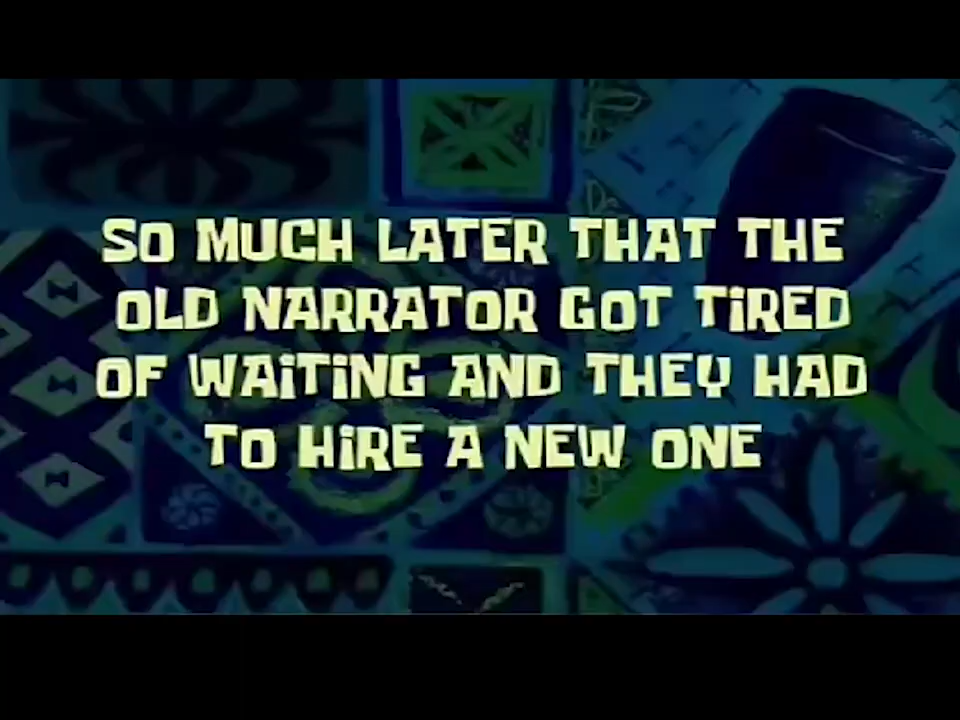 SO MUCH LATER THAT THE
OLD NARRATOR GOT TiRED
OF WAiTiNG AND THEY HAD
TO HiRE A NEW ONE